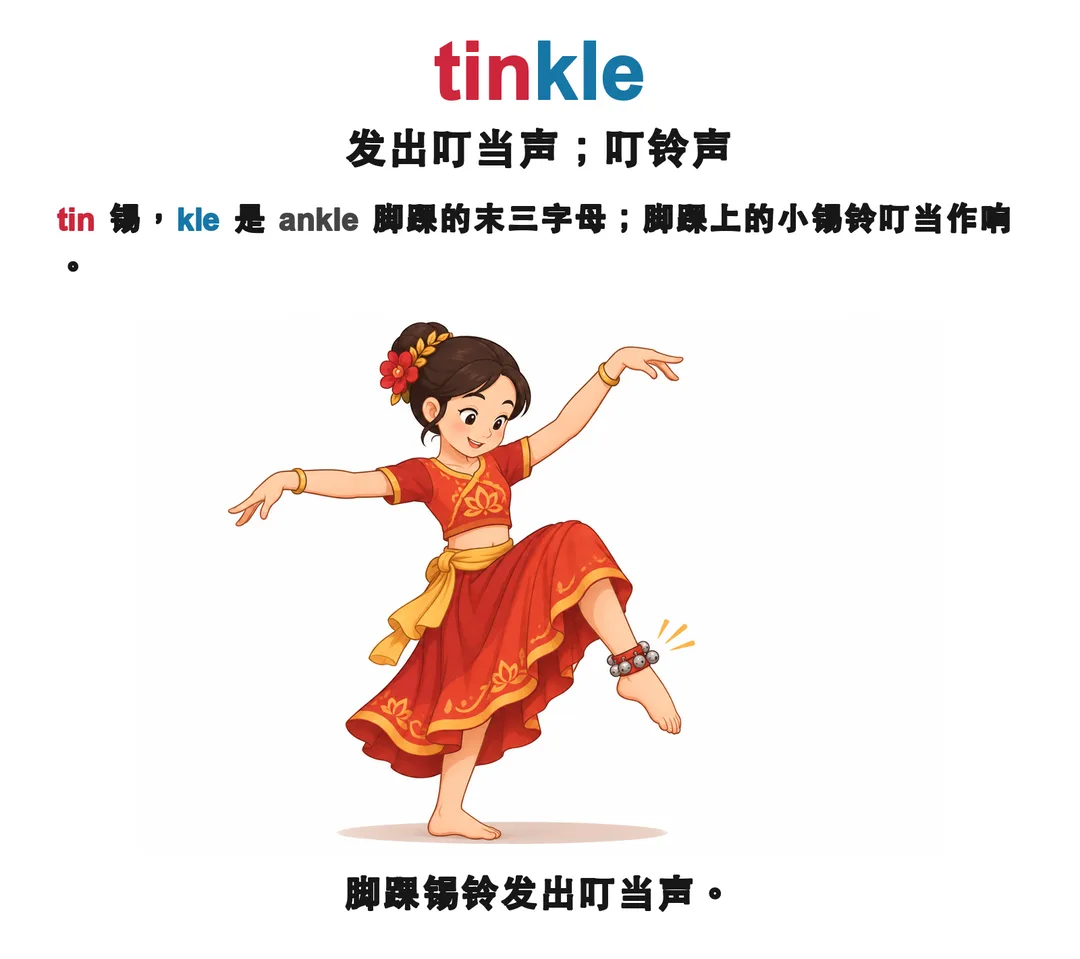 tinkle
发出叮当声；叮铃声
tin 锡，kle 是 ankle 脚踝的末三字母；脚踝上的小锡铃叮当作响
。
脚踝锡铃发出叮当声。